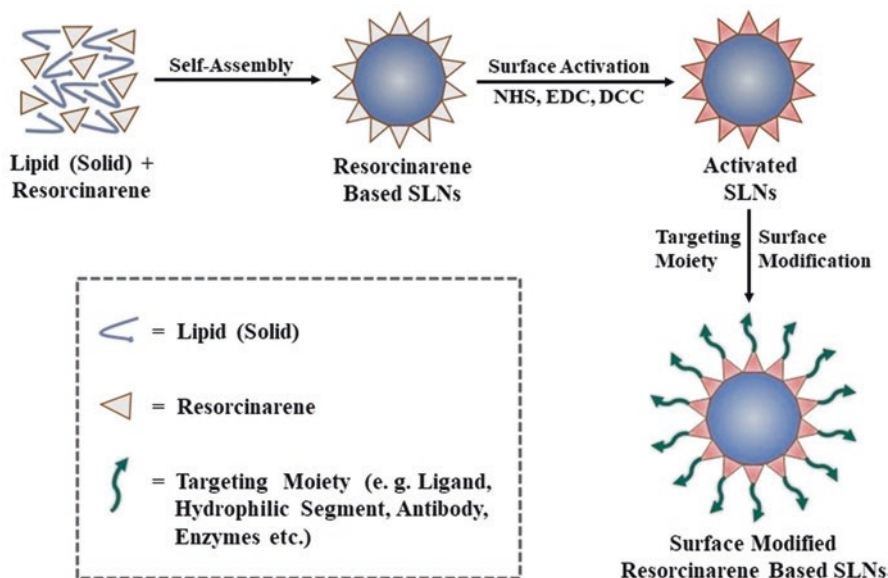 Self-Assembly
Surface Activation
NHS, EDC, DCC
Lipid (Solid) +
Resorcinarene
Resorcinarene
Based SLNs
Activated
SLNs
Targeting
Moiety
Surface
Modification
= Lipid (Solid)
= Resorcinarene
= Targeting Moiety (e. g. Ligand,
Hydrophilic Segment, Antibody,
Enzymes etc.)
Surface Modified
Resorcinarene Based SLNs